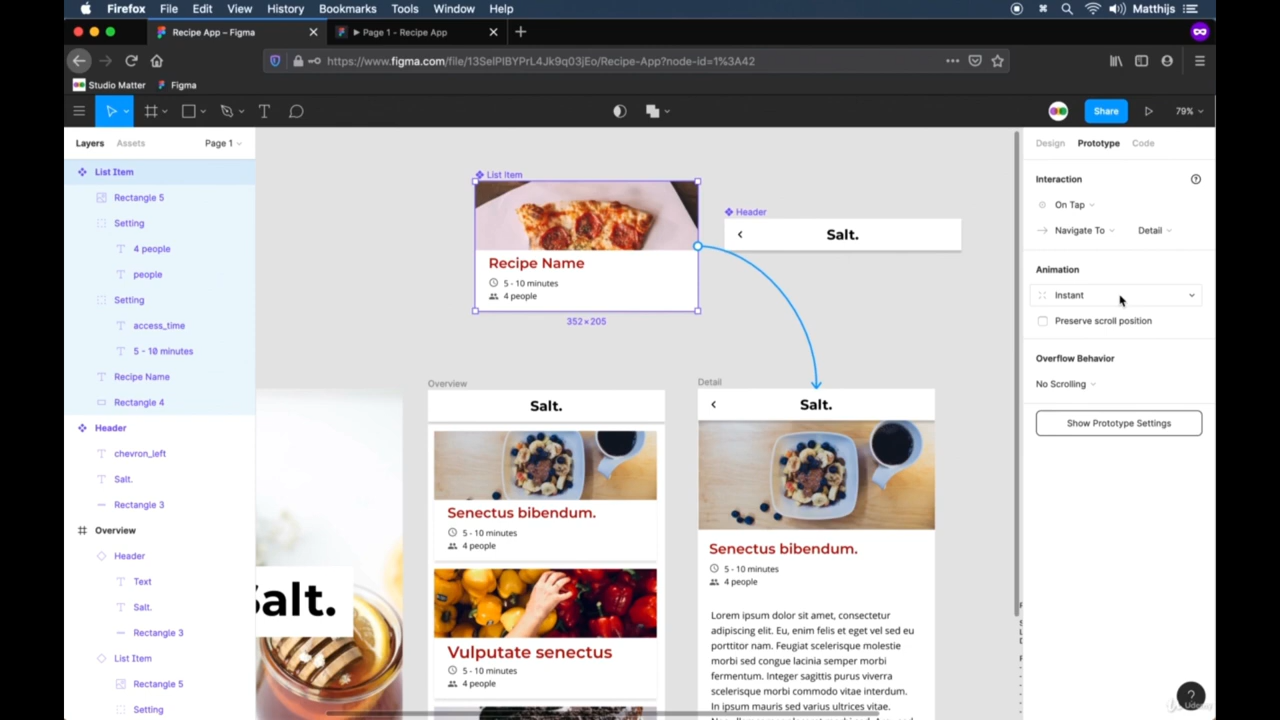 Firefox File Edit View History Bookmarks Tools Window Help Matthijs
Recipe App – Figma
Page 1 - Recipe App
https://www.figma.com/file/13SelPIBYPrL4Jk9q03jEo/Recipe-App?node-id=1%3A42
Studio Matter
Figma
Share
79%
Layers
Assets
Page 1
List Item
Rectangle 5
Setting
4 people
people
Setting
access_time
5 - 10 minutes
Recipe Name
Rectangle 4
Header
chevron_left
Salt.
Rectangle 3
Overview
Header
Text
Salt.
Rectangle 3
List Item
Rectangle 5
Setting
List Item
Recipe Name
5 - 10 minutes
4 people
352 × 205
Header
Salt.
Salt.
Overview
Salt.
Senectus bibendum.
5 - 10 minutes
4 people
Vulputate senectus
5 - 10 minutes
4 people
Detail
Salt.
Senectus bibendum.
5 - 10 minutes
4 people
Lorem ipsum dolor sit amet, consectetur
adipiscing elit. Eu, enim felis et eget vel sed eu
porttitor nam. Feugiat scelerisque molestie
morbi sed congue lacinia semper morbi
fermentum. Integer sagittis purus viverra
scelerisque morbi commodo vitae interdum.
In ipsum mauris sed varius ultricies. Arcu,
Design
Prototype
Code
Interaction
On Tap
Navigate To
Detail
Animation
Instant
Preserve scroll position
Overflow Behavior
No Scrolling
Show Prototype Settings
?
Udemy